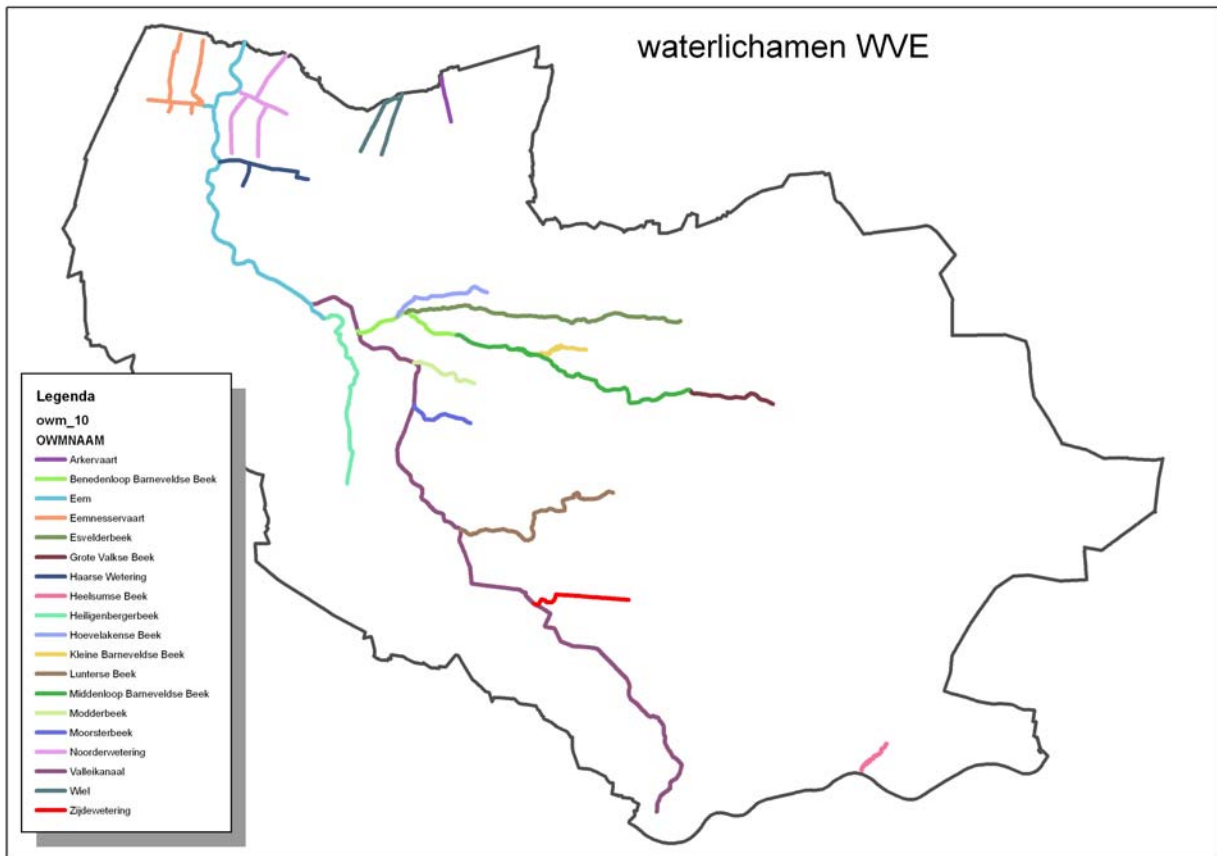 waterlichamen WVE
Legenda
owm_10
OWMNAAM
Arkervaart
Benedenloop Barneveldse Beek
Eem
Eemnesservaart
Esvelderbeek
Grote Valkse Beek
Haarse Wetering
Heelsumse Beek
Heiligenbergerbeek
Hoevelakense Beek
Kleine Barneveldse Beek
Lunterse Beek
Middenloop Barneveldse Beek
Modderbeek
Moorsterbeek
Noorderwetering
Valleikanaal
Wiel
Zijdewetering